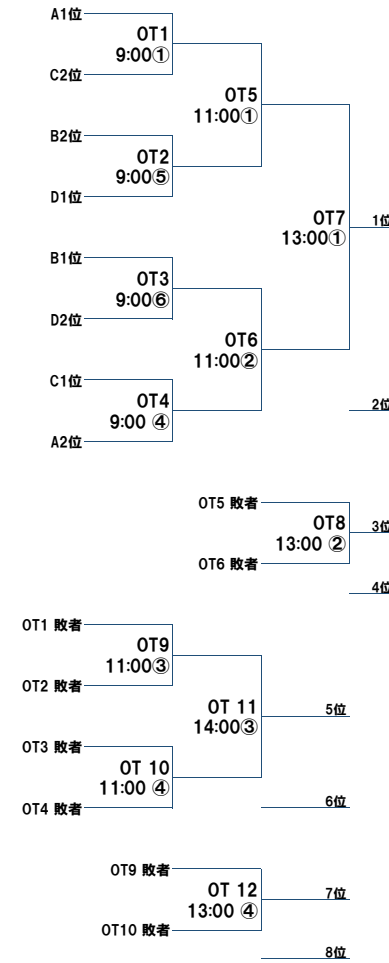 A1位
OT1
9:00①
C2位
OT5
11:00①
B2位
OT2
9:00⑤
D1位
OT7
13:00①
1位
B1位
OT3
9:00⑥
D2位
OT6
11:00②
C1位
OT4
9:00 ④
A2位
2位
OT5 敗者
OT8
13:00 ②
3位
OT6 敗者
4位
OT1 敗者
OT9
11:00③
OT2 敗者
OT 11
14:00③
5位
OT3 敗者
OT 10
11:00 ④
OT4 敗者
6位
OT9 敗者
OT 12
13:00 ④
7位
OT10 敗者
8位